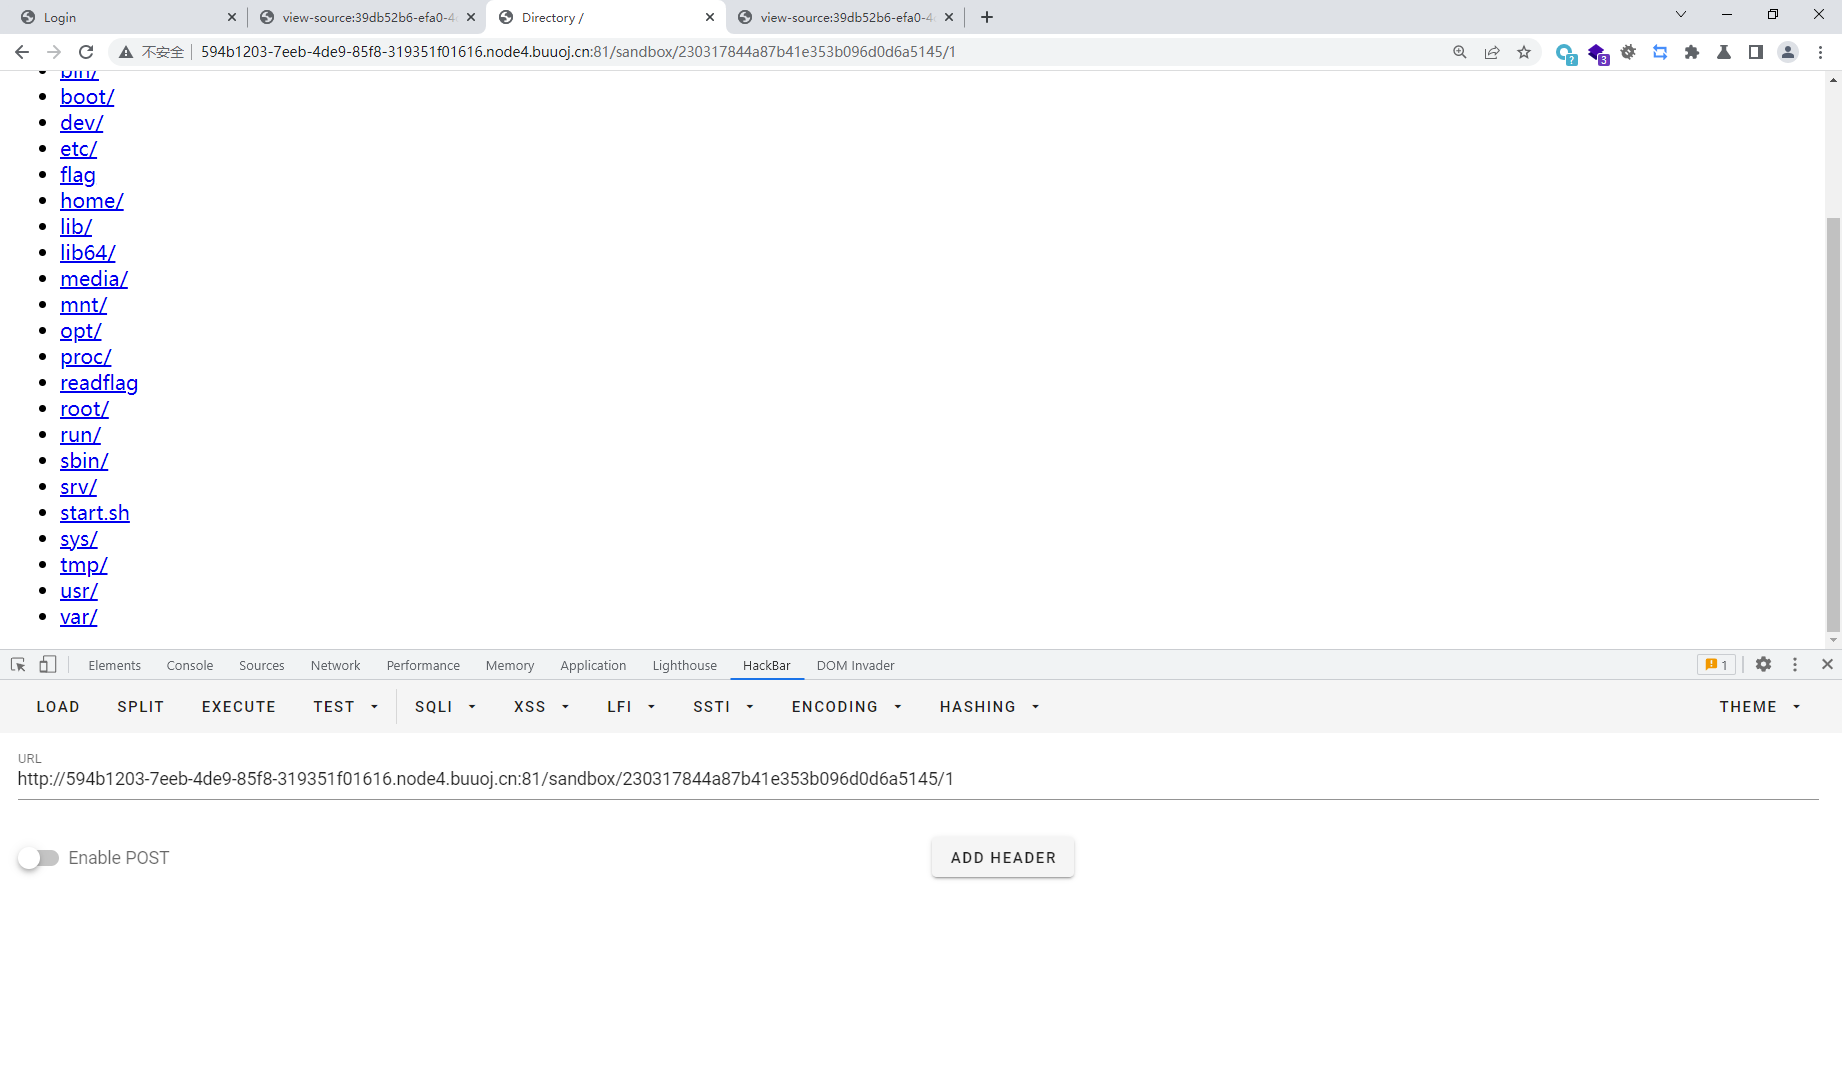 Login
view-source:39db52b6-efa0-4
Directory /
view-source:39db52b6-efa0-4
不安全
594b1203-7eeb-4de9-85f8-319351f01616.node4.buuoj.cn:81/sandbox/230317844a87b41e353b096d0d6a5145/1
?
3
bin/
boot/
dev/
etc/
flag
home/
lib/
lib64/
media/
mnt/
opt/
proc/
readflag
root/
run/
sbin/
srv/
start.sh
sys/
tmp/
usr/
var/
Elements Console Sources Network Performance Memory Application Lighthouse HackBar DOM Invader 1
LOAD SPLIT EXECUTE TEST SQLI XSS LFI SSTI ENCODING HASHING THEME
URL
http://594b1203-7eeb-4de9-85f8-319351f01616.node4.buuoj.cn:81/sandbox/230317844a87b41e353b096d0d6a5145/1
Enable POST
ADD HEADER